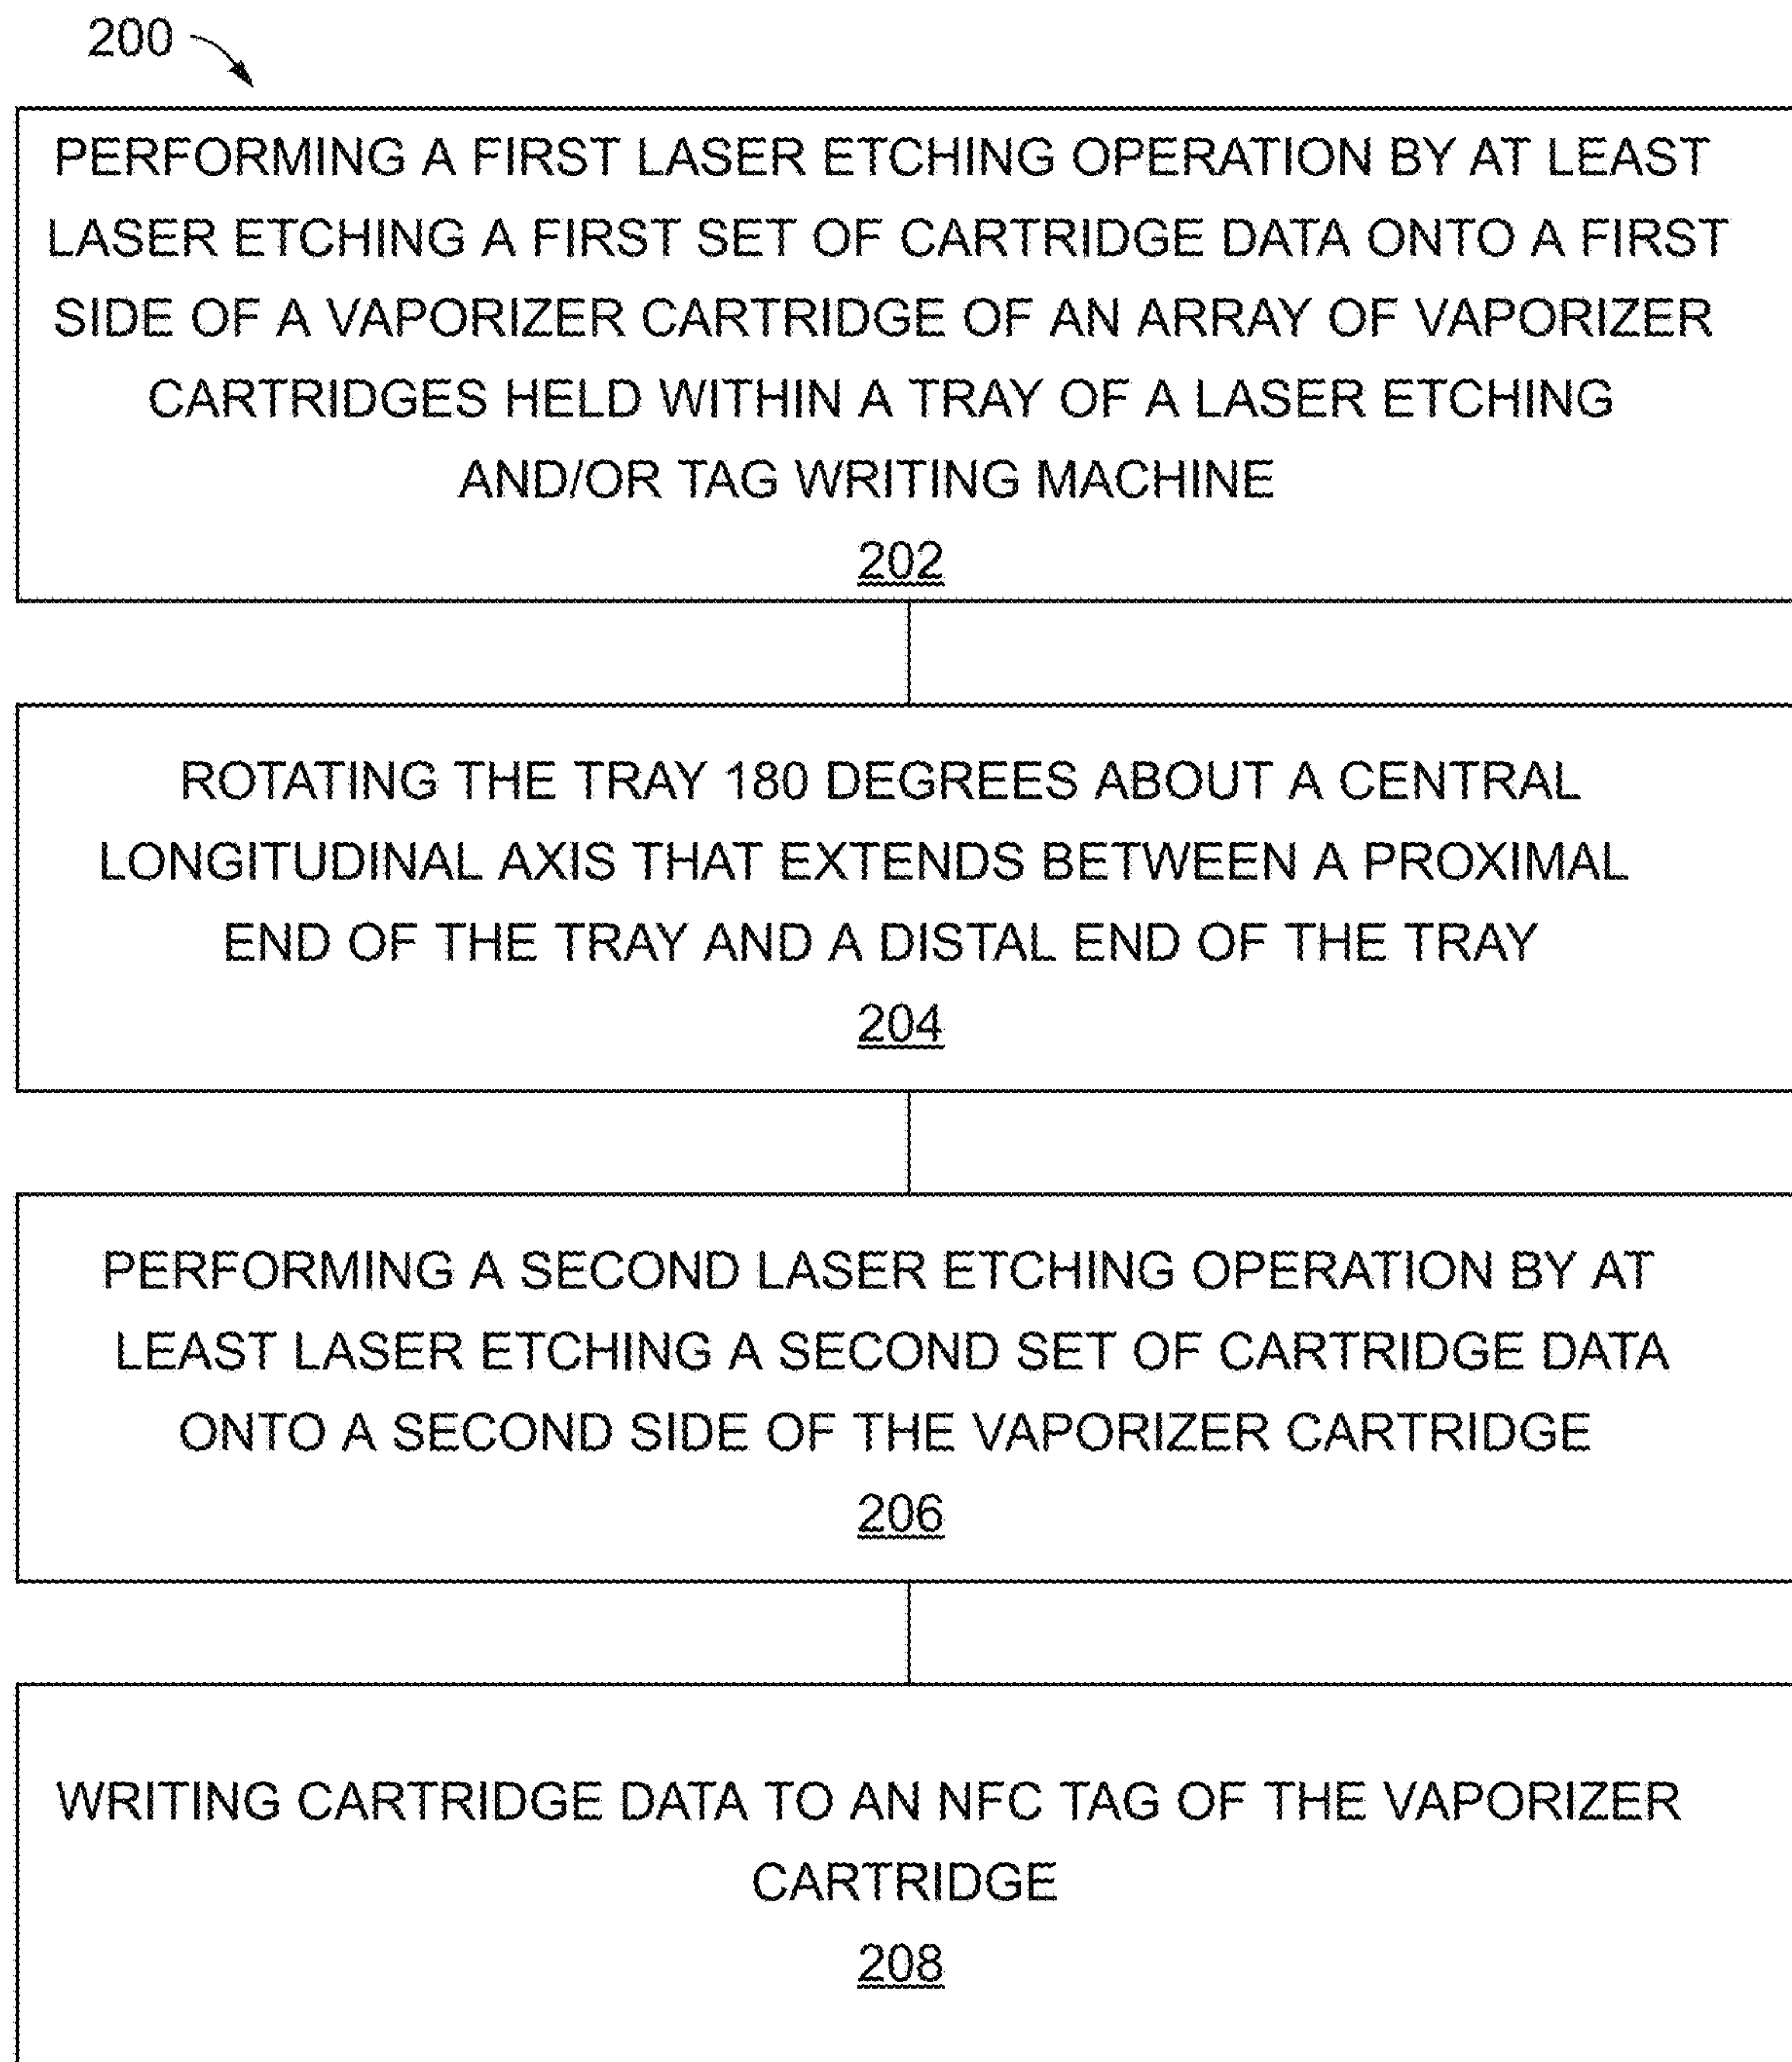 200
PERFORMING A FIRST LASER ETCHING OPERATION BY AT LEAST
LASER ETCHING A FIRST SET OF CARTRIDGE DATA ONTO A FIRST
SIDE OF A VAPORIZER CARTRIDGE OF AN ARRAY OF VAPORIZER
CARTRIDGES HELD WITHIN A TRAY OF A LASER ETCHING
AND/OR TAG WRITING MACHINE
202
ROTATING THE TRAY 180 DEGREES ABOUT A CENTRAL
LONGITUDINAL AXIS THAT EXTENDS BETWEEN A PROXIMAL
END OF THE TRAY AND A DISTAL END OF THE TRAY
204
PERFORMING A SECOND LASER ETCHING OPERATION BY AT
LEAST LASER ETCHING A SECOND SET OF CARTRIDGE DATA
ONTO A SECOND SIDE OF THE VAPORIZER CARTRIDGE
206
WRITING CARTRIDGE DATA TO AN NFC TAG OF THE VAPORIZER
CARTRIDGE
208